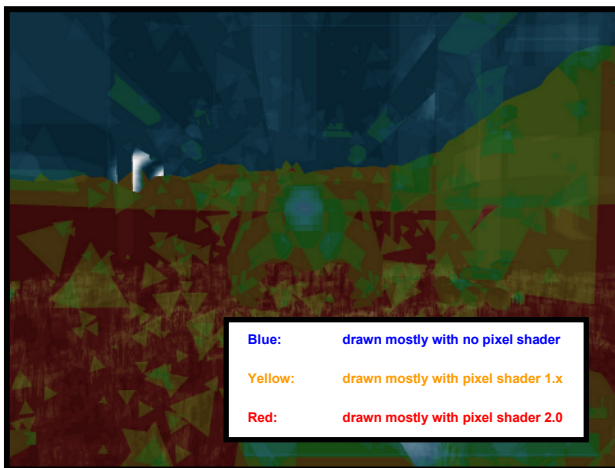 Blue: drawn mostly with no pixel shader
Yellow: drawn mostly with pixel shader 1.x
Red: drawn mostly with pixel shader 2.0